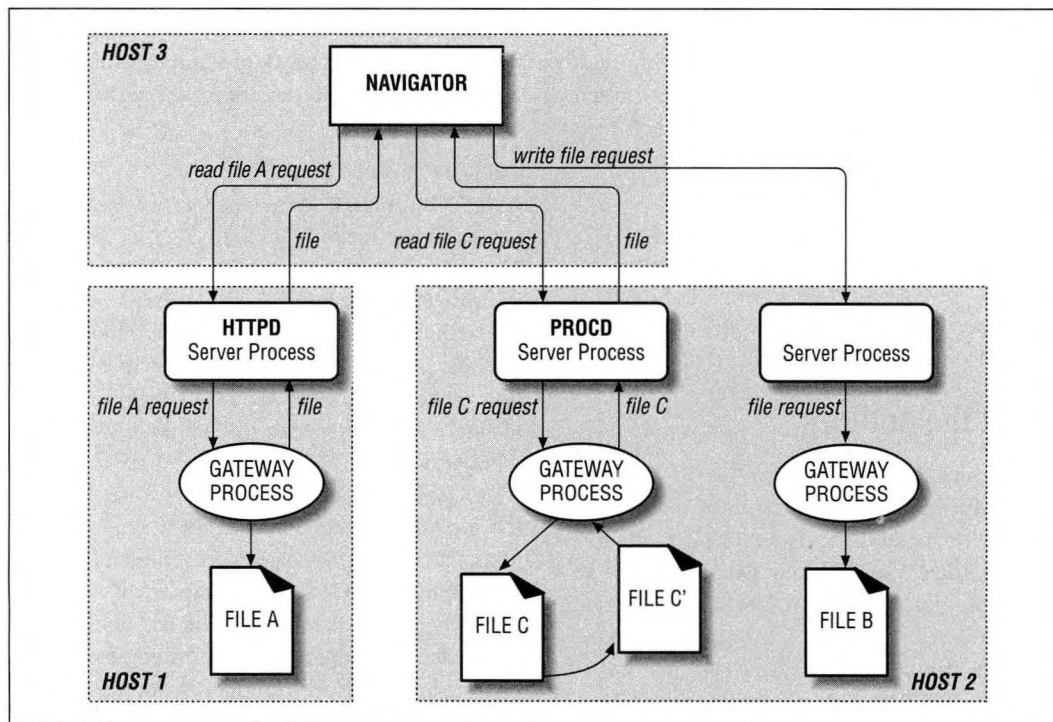 HOST 3
NAVIGATOR
read file A request
write file request
file
read file C request
file
HTTPD
Server Process
PROCD
Server Process
Server Process
file A request
file
file C request
file C
file request
GATEWAY
PROCESS
GATEWAY
PROCESS
GATEWAY
PROCESS
FILE A
FILE C
FILE C'
FILE B
HOST 1
HOST 2